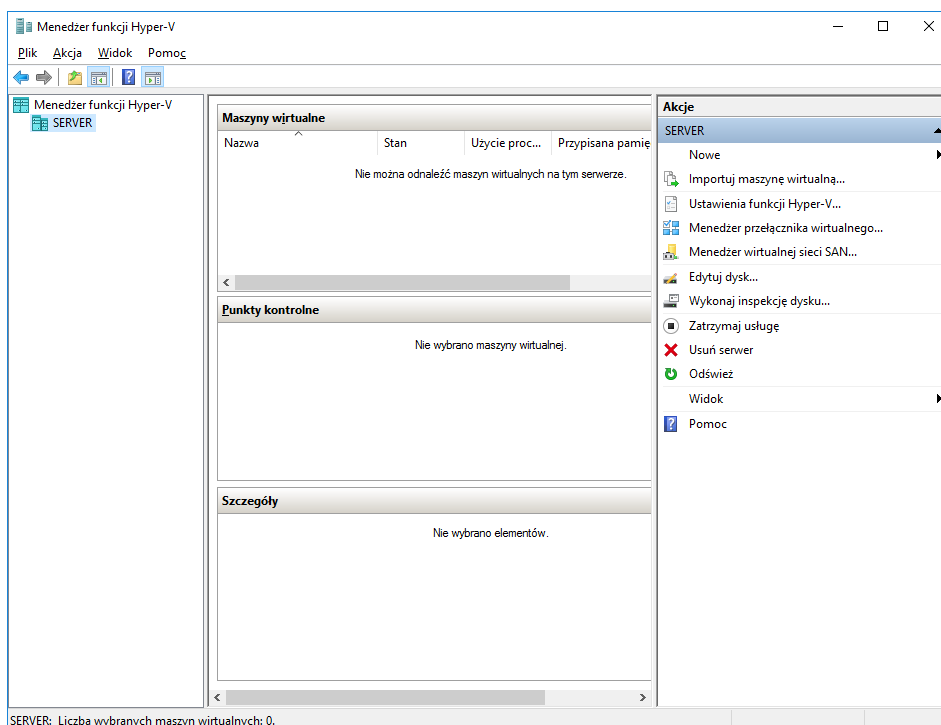 Menedżer funkcji Hyper-V
Plik Akcja Widok Pomoc
Menedżer funkcji Hyper-V
SERVER
Maszyny wirtualne
Nazwa Stan Użycie proc... Przypisana pamię
Nie można odnaleźć maszyn wirtualnych na tym serwerze.
Punkty kontrolne
Nie wybrano maszyny wirtualnej.
Szczegóły
Nie wybrano elementów.
Akcje
SERVER
Nowe
Importuj maszynę wirtualną...
Ustawienia funkcji Hyper-V...
Menedżer przełącznika wirtualnego...
Menedżer wirtualnej sieci SAN...
Edytuj dysk...
Wykonaj inspekcję dysku...
Zatrzymaj usługę
Usuń serwer
Odśwież
Widok
Pomoc
SERVER: Liczba wybranych maszyn wirtualnych: 0.